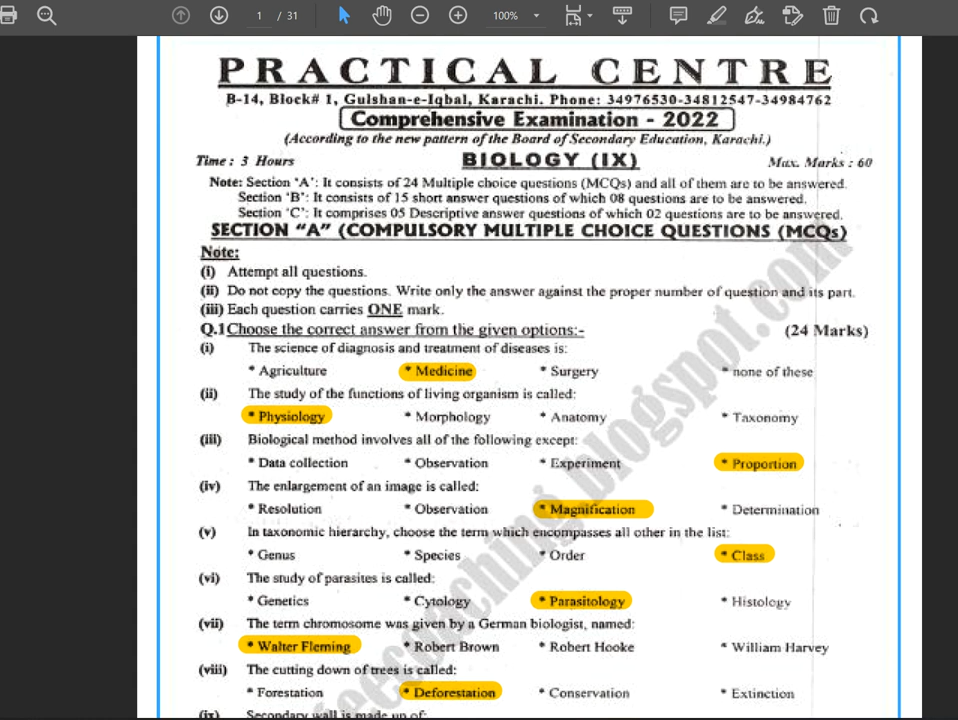 1 / 31
100%
PRACTICAL CENTRE
B-14, Block# 1, Gulshan-e-Iqbal, Karachi. Phone: 34976530-34812547-34984762
Comprehensive Examination - 2022
(According to the new pattern of the Board of Secondary Education, Karachi.)
Time : 3 Hours BIOLOGY (IX) Max. Marks : 60
Note: Section 'A': It consists of 24 Multiple choice questions (MCQs) and all of them are to be answered.
Section 'B': It consists of 15 short answer questions of which 08 questions are to be answered.
Section 'C': It comprises 05 Descriptive answer questions of which 02 questions are to be answered.
SECTION "A" (COMPULSORY MULTIPLE CHOICE QUESTIONS (MCQs)
Note:
(i) Attempt all questions.
(ii) Do not copy the questions. Write only the answer against the proper number of question and its part.
(iii) Each question carries ONE mark.
Q.1 Choose the correct answer from the given options:- (24 Marks)
(i) The science of diagnosis and treatment of diseases is:
* Agriculture * Medicine * Surgery * none of these
(ii) The study of the functions of living organism is called:
* Physiology * Morphology * Anatomy * Taxonomy
(iii) Biological method involves all of the following except:
* Data collection * Observation * Experiment * Proportion
(iv) The enlargement of an image is called:
* Resolution * Observation * Magnification * Determination
(v) In taxonomic hierarchy, choose the term which encompasses all other in the list:
* Genus * Species * Order * Class
(vi) The study of parasites is called:
* Genetics * Cytology * Parasitology * Histology
(vii) The term chromosome was given by a German biologist, named:
* Walter Fleming * Robert Brown * Robert Hooke * William Harvey
(viii) The cutting down of trees is called:
* Forestation * Deforestation * Conservation * Extinction
(ix) Secondary wall is made up of:
eecoaching.blogspot.com